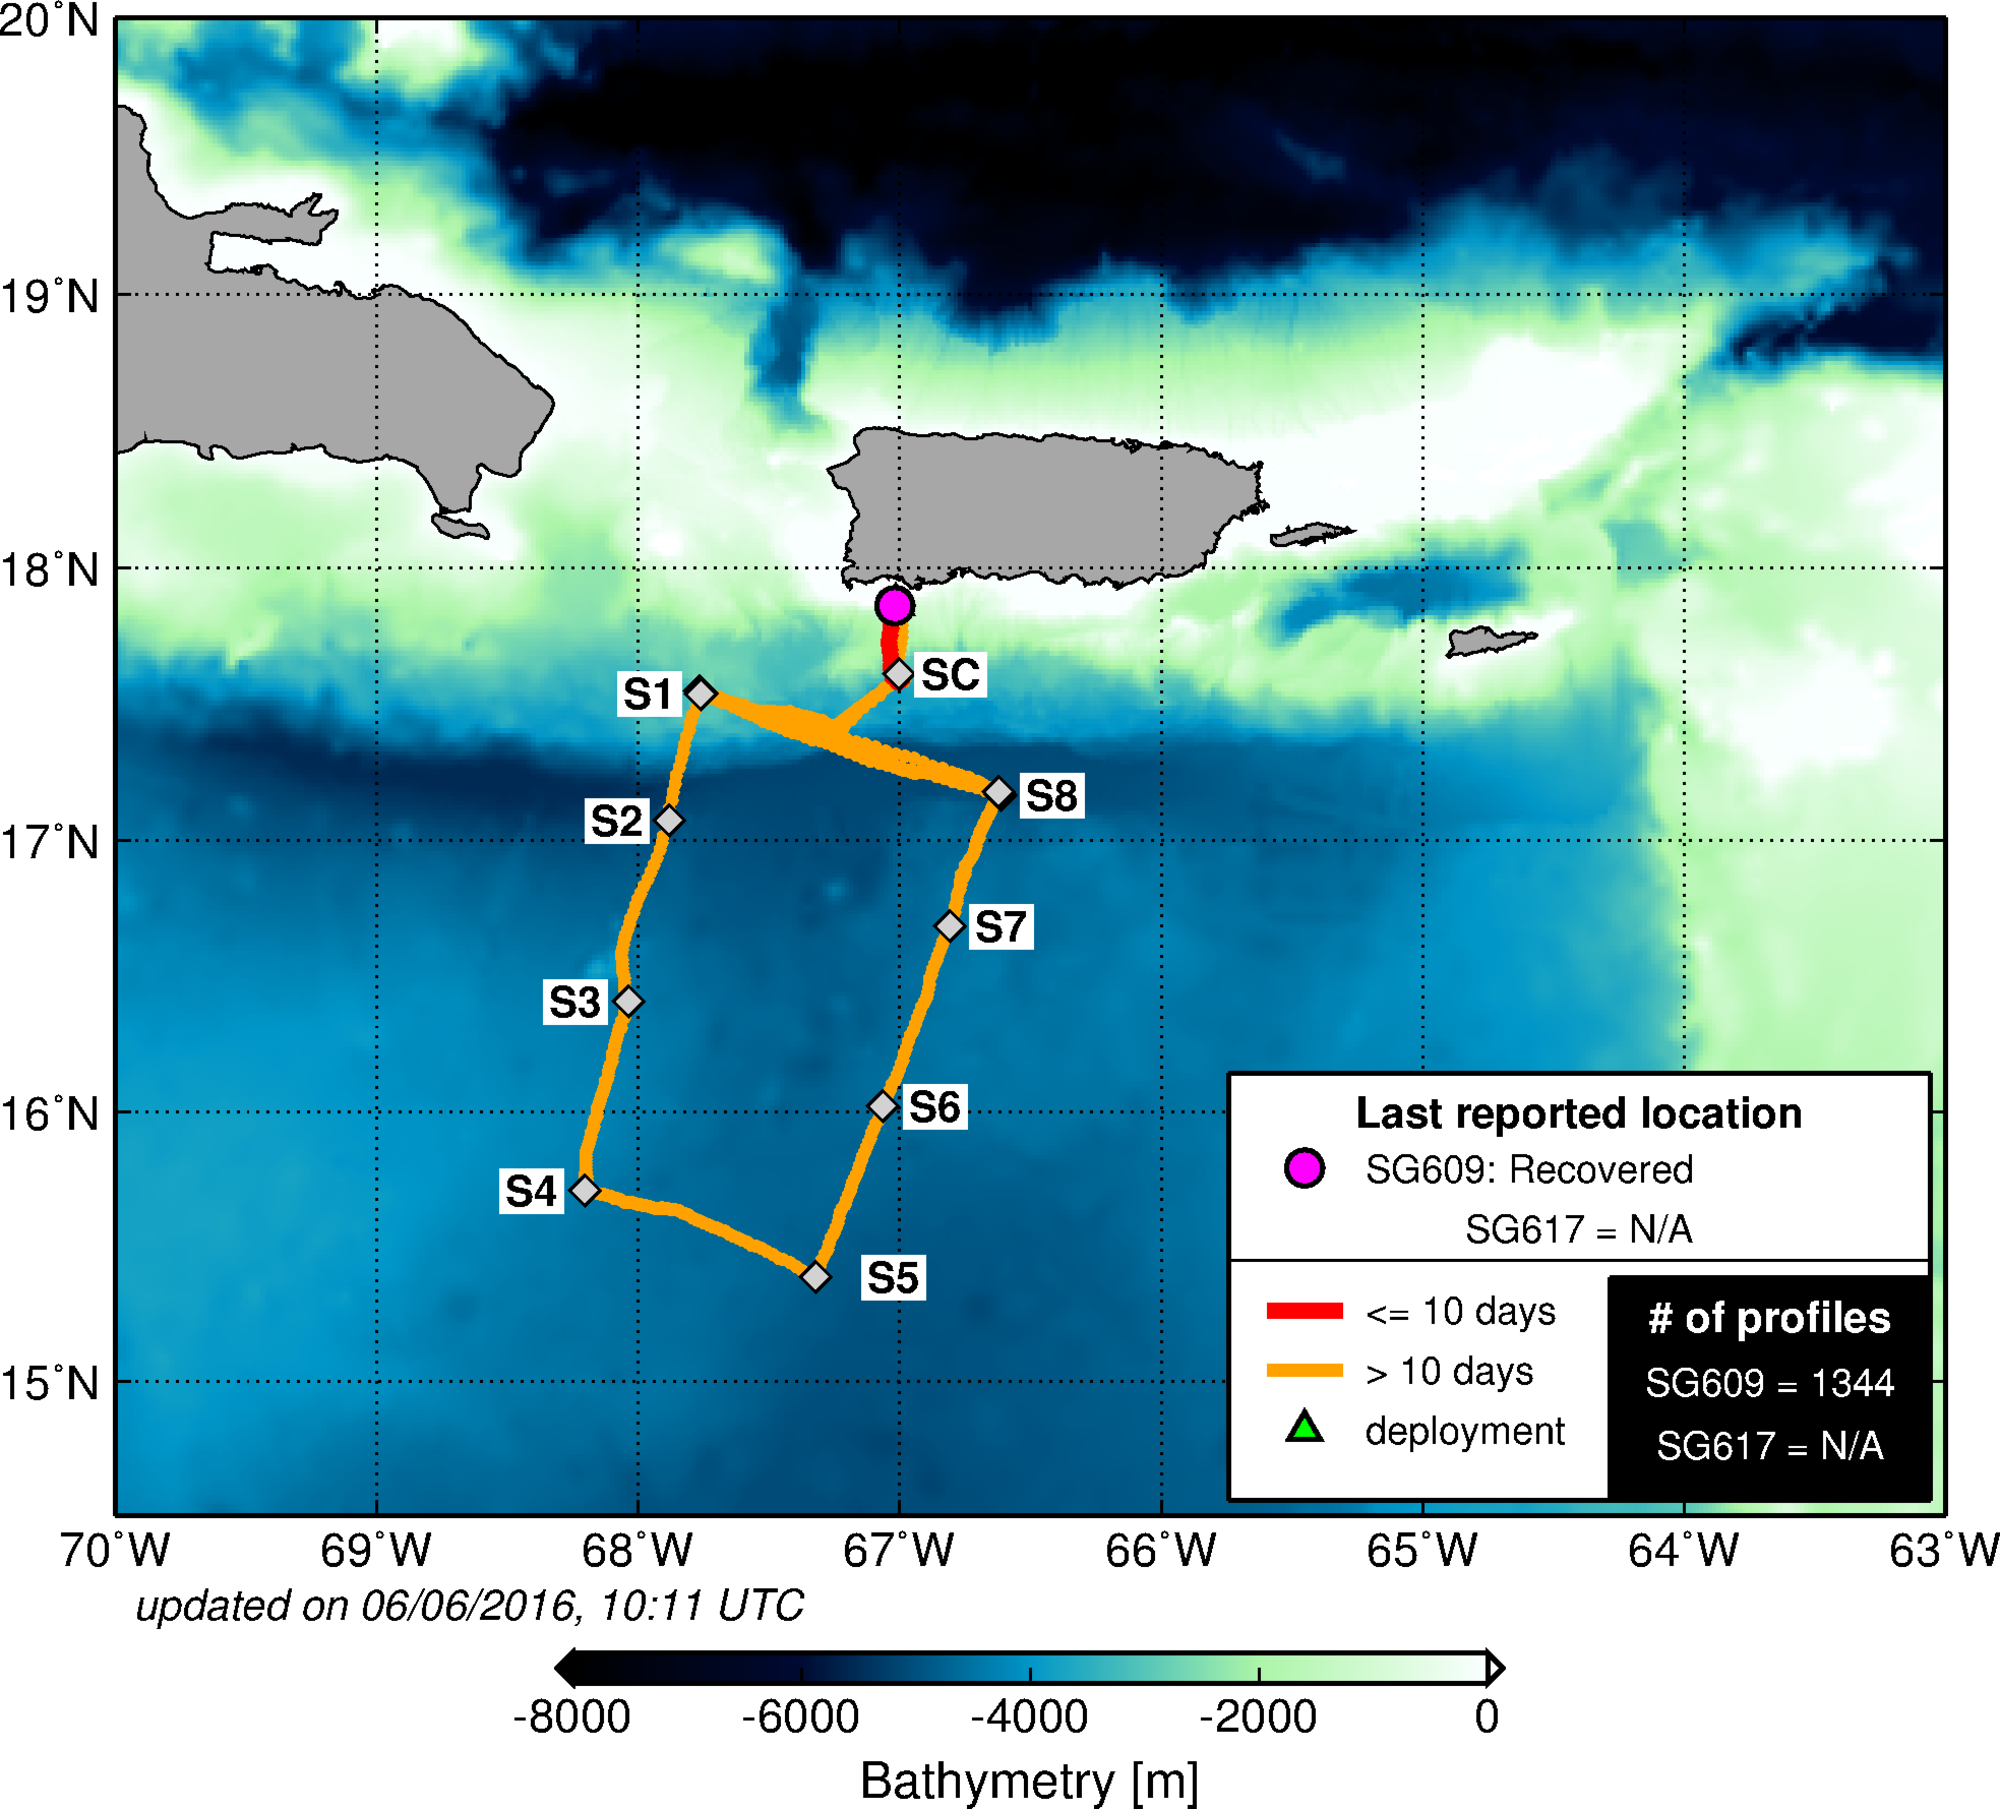 20°N
19°N
18°N
17°N
16°N
15°N
70°W 69°W 68°W 67°W 66°W 65°W 64°W 63°W
SC
S1
S8
S2
S7
S3
S6
S4
S5
Last reported location
SG609: Recovered
SG617 = N/A
<= 10 days
> 10 days
deployment
# of profiles
SG609 = 1344
SG617 = N/A
updated on 06/06/2016, 10:11 UTC
-8000 -6000 -4000 -2000 0
Bathymetry [m]